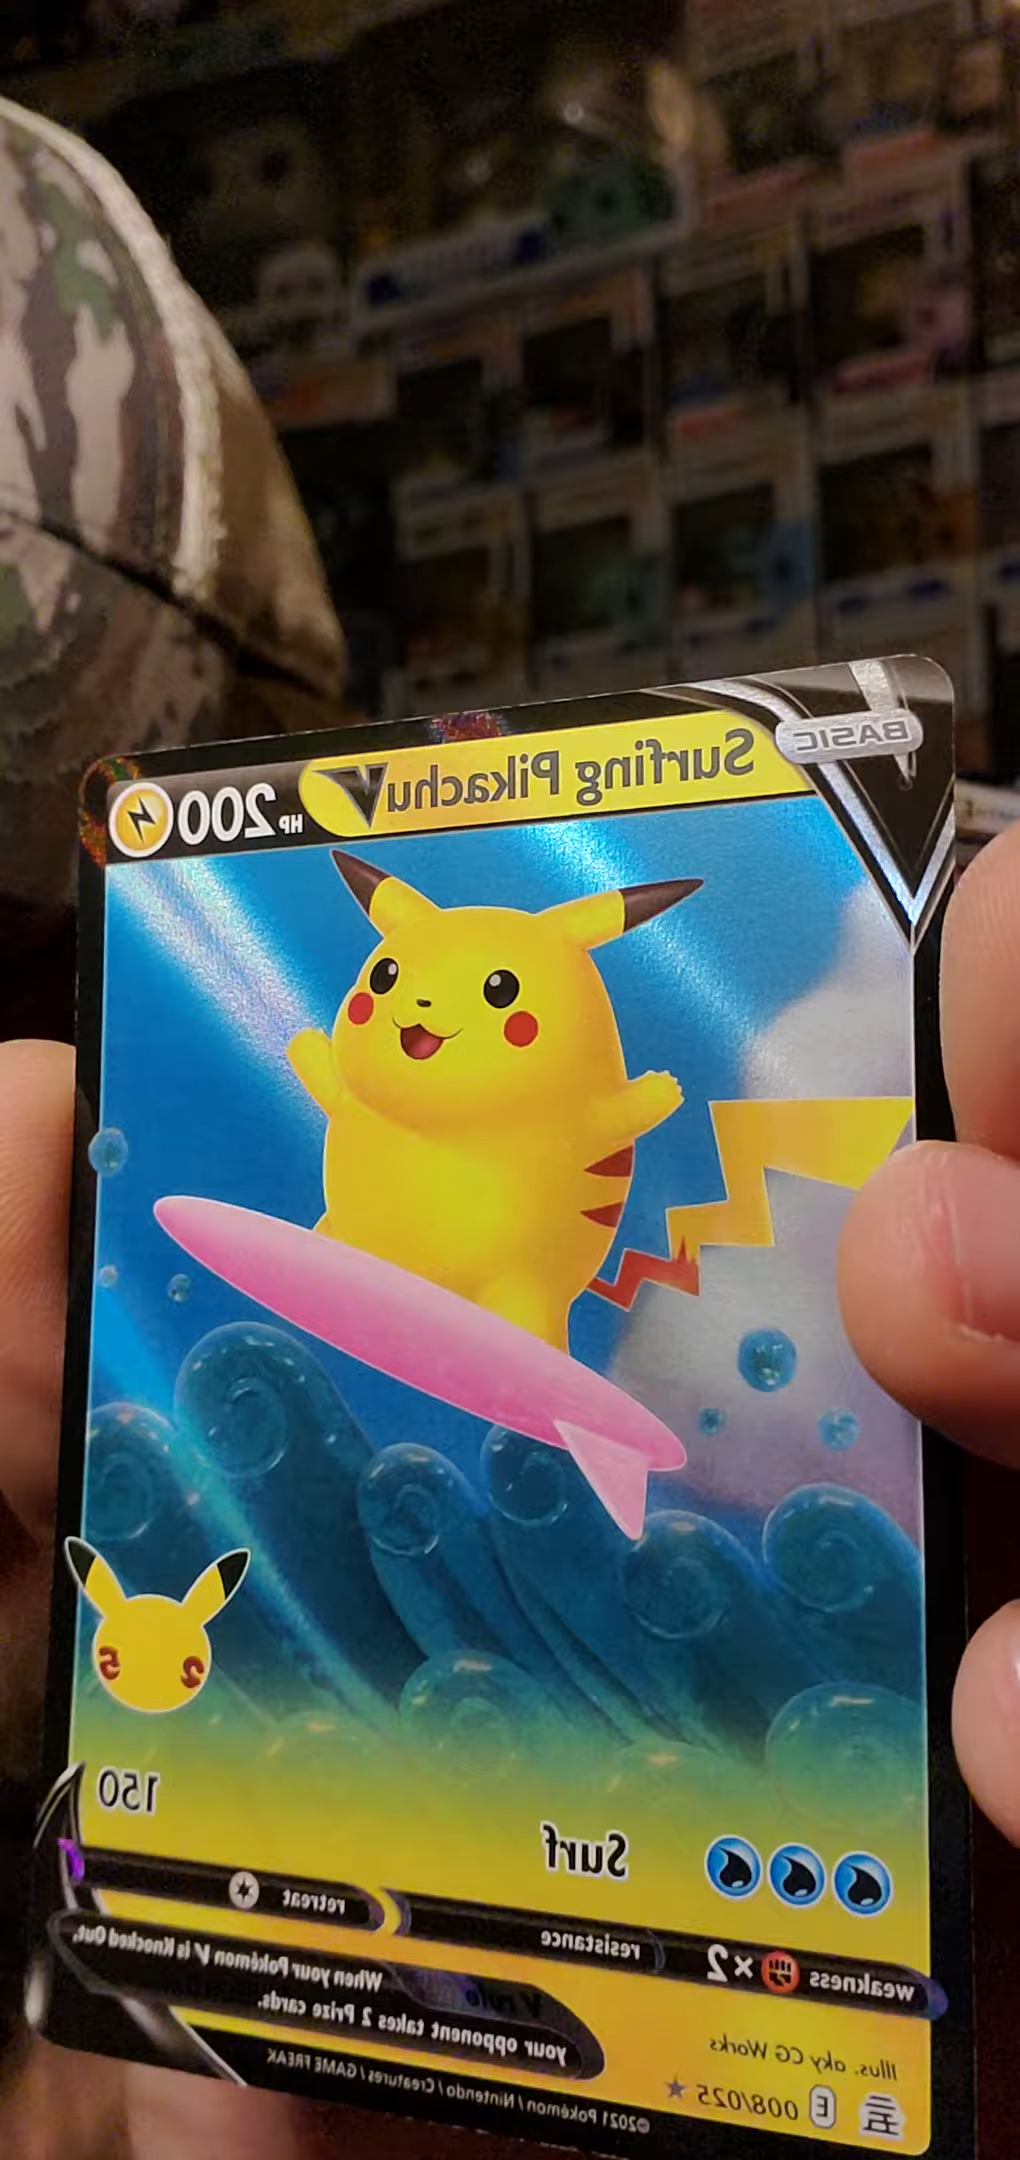 BASIC
Surfing Pikachu V HP 200
25
Surf 150
weakness ×2 resistance retreat
V rule When your Pokémon V is Knocked Out,
your opponent takes 2 Prize cards.
Illus. aky CG Works
E 008/025 ★
©2021 Pokémon / Nintendo / Creatures / GAME FREAK